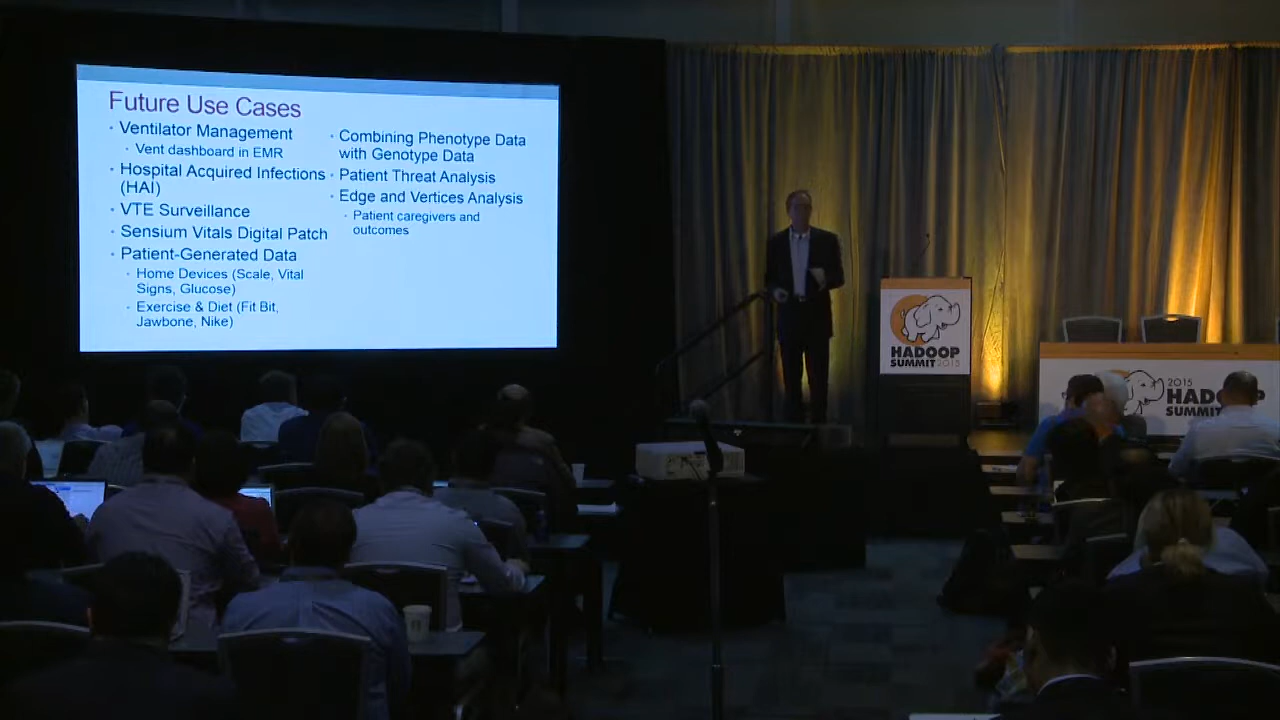 Future Use Cases
· Ventilator Management
· Vent dashboard in EMR
· Hospital Acquired Infections
(HAI)
· VTE Surveillance
· Sensium Vitals Digital Patch
· Patient-Generated Data
· Home Devices (Scale, Vital
Signs, Glucose)
· Exercise & Diet (Fit Bit,
Jawbone, Nike)
· Combining Phenotype Data
with Genotype Data
· Patient Threat Analysis
· Edge and Vertices Analysis
· Patient caregivers and
outcomes
HADOOP
SUMMIT 2015
2015
HADOOP
SUMMIT